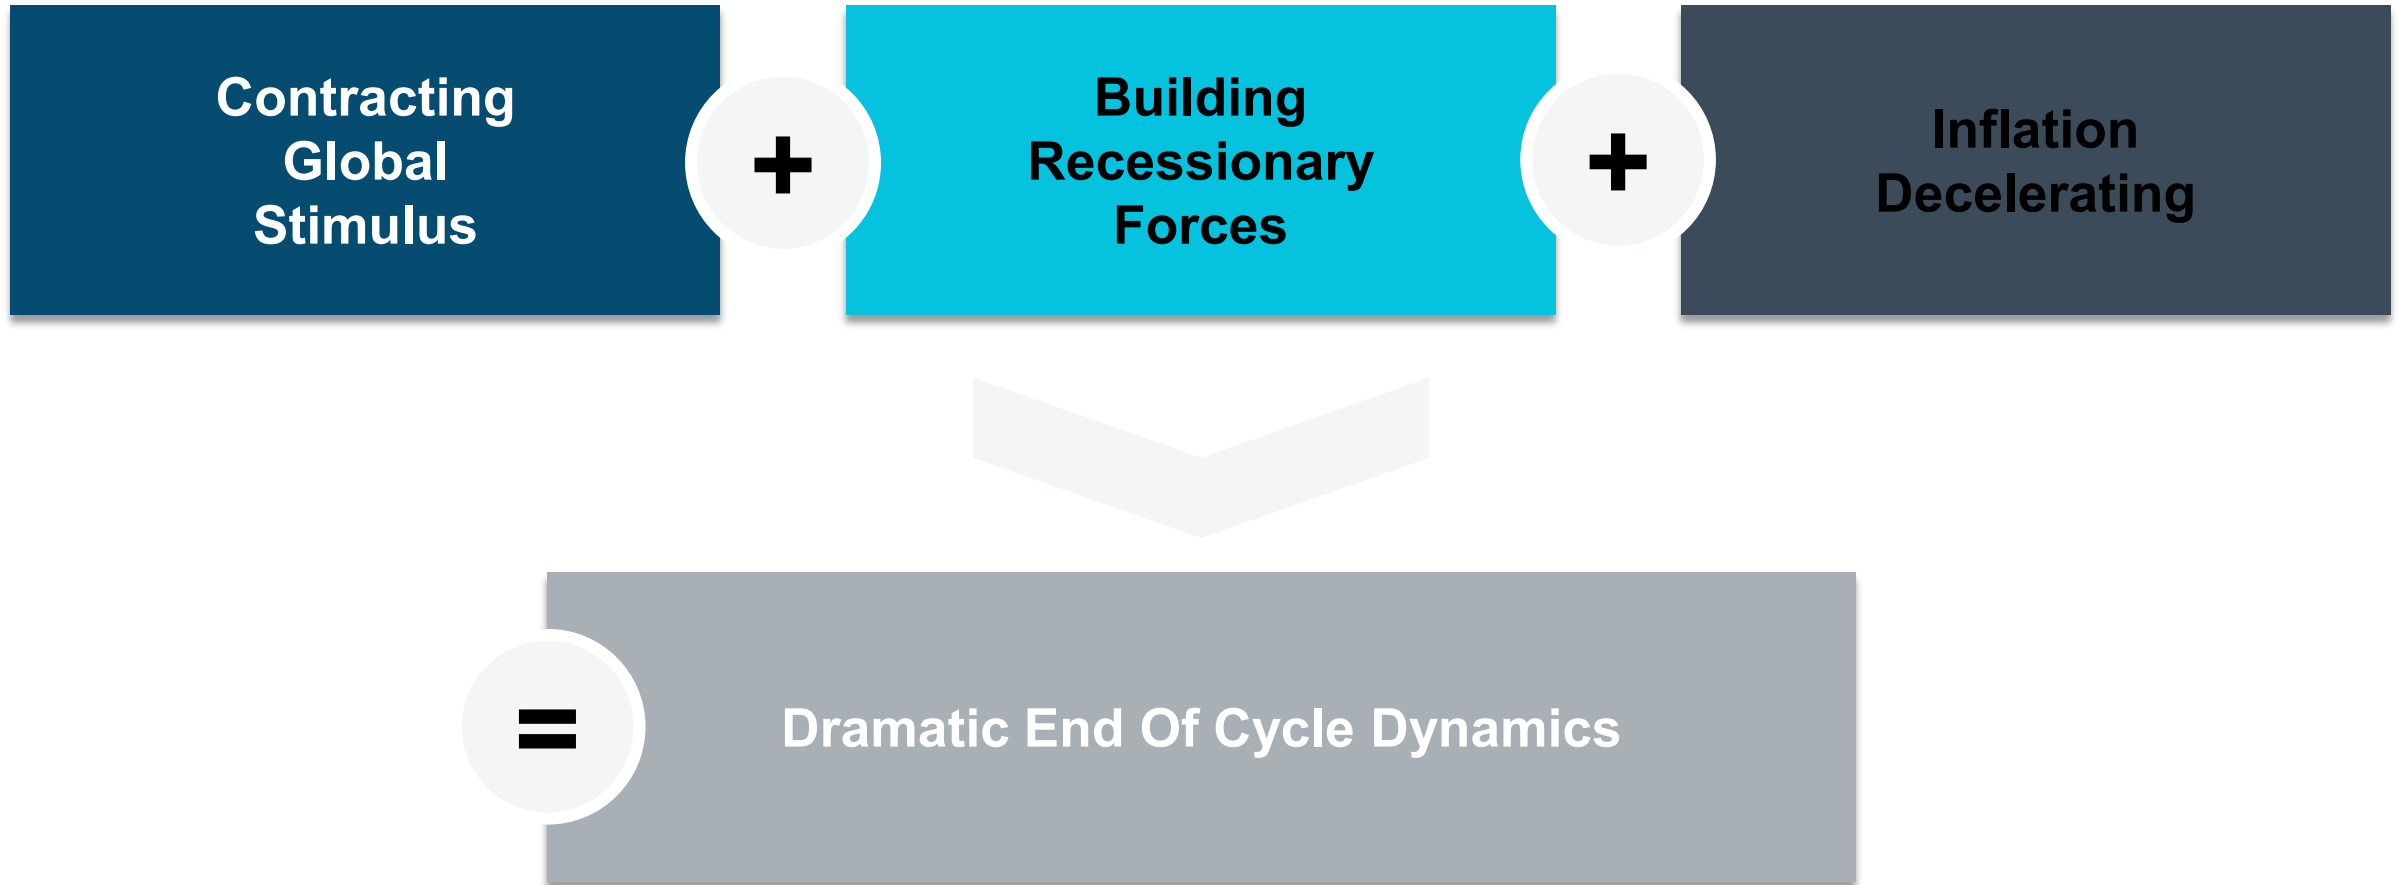 Contracting
Global
Stimulus
+
Building
Recessionary
Forces
+
Inflation
Decelerating
=
Dramatic End Of Cycle Dynamics